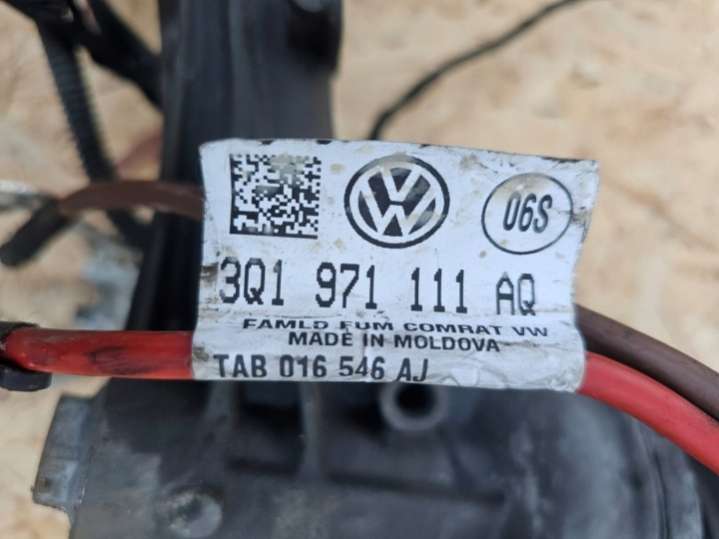 06S
3Q1 971 111 AQ
FAMLD FUM COMRAT VW
MADE IN MOLDOVA
TAB 016 546 AJ